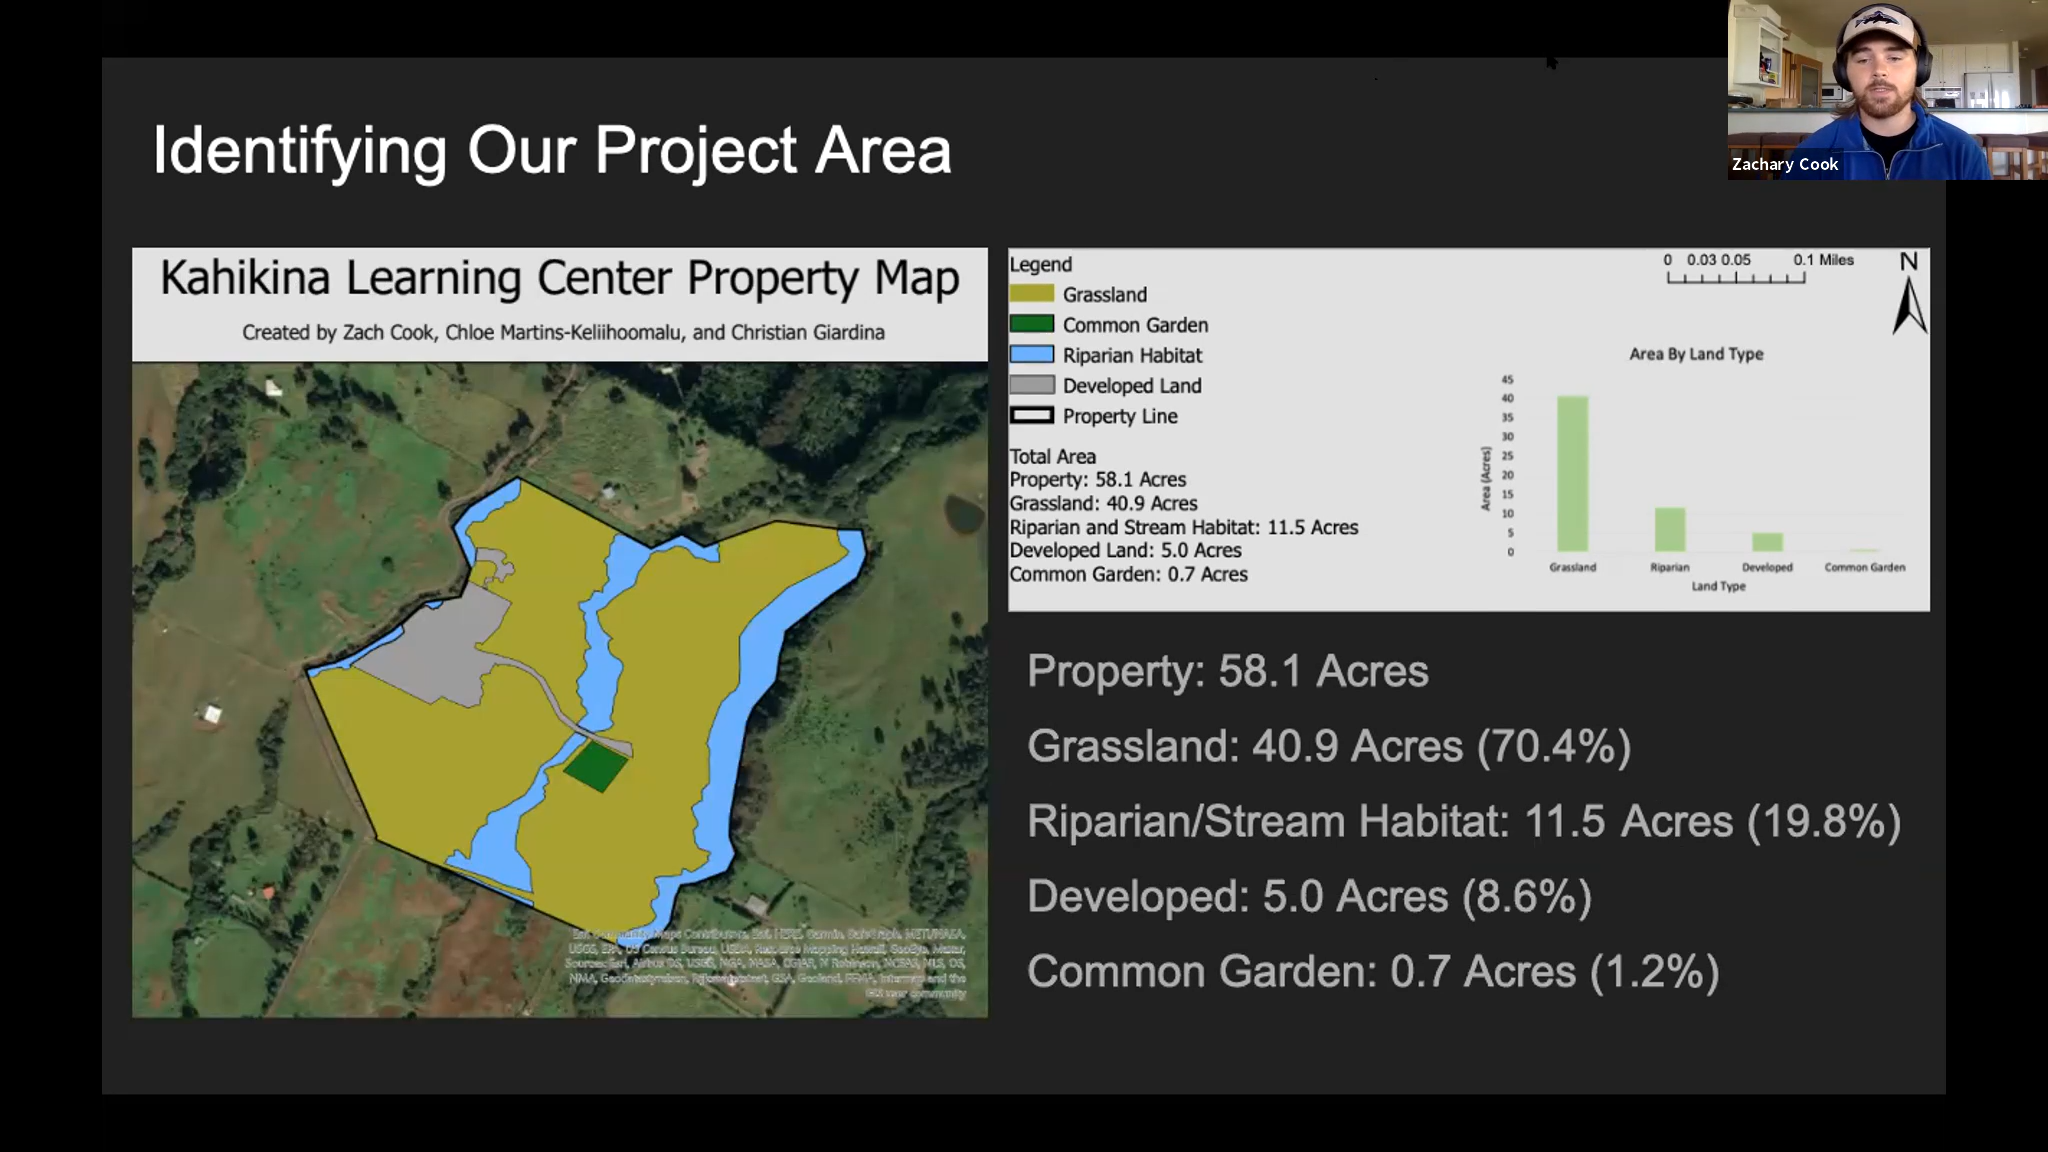 Zachary Cook
Identifying Our Project Area
Kahikina Learning Center Property Map
Created by Zach Cook, Chloe Martins-Keliihoomalu, and Christian Giardina
Legend
Grassland
Common Garden
Riparian Habitat
Developed Land
Property Line
Total Area
Property: 58.1 Acres
Grassland: 40.9 Acres
Riparian and Stream Habitat: 11.5 Acres
Developed Land: 5.0 Acres
Common Garden: 0.7 Acres
0 0.03 0.05 0.1 Miles
N
Area By Land Type
Area (Acres)
45
40
35
30
25
20
15
10
5
0
Grassland Riparian Developed Common Garden
Land Type
Property: 58.1 Acres
Grassland: 40.9 Acres (70.4%)
Riparian/Stream Habitat: 11.5 Acres (19.8%)
Developed: 5.0 Acres (8.6%)
Common Garden: 0.7 Acres (1.2%)